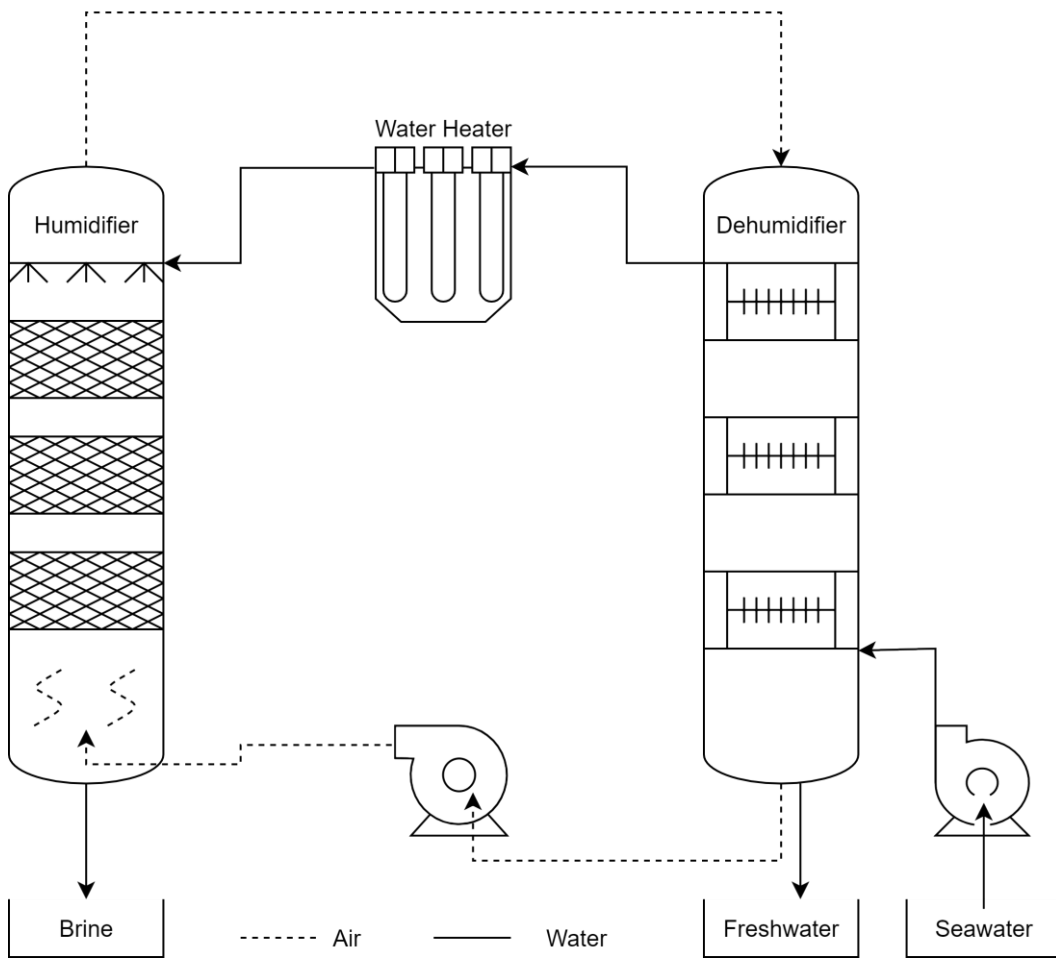 Water Heater
Humidifier
Dehumidifier
Brine
Air
Water
Freshwater
Seawater